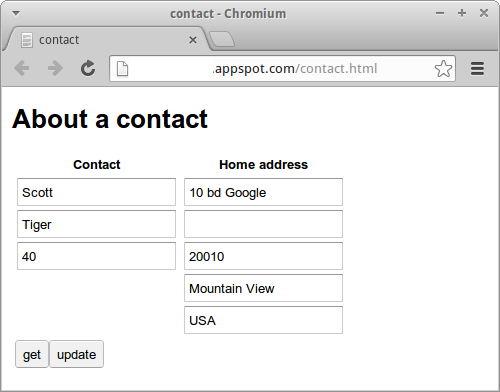 contact - Chromium
contact
.appspot.com/contact.html
About a contact
Contact Home address
Scott 10 bd Google
Tiger
40 20010
Mountain View
USA
get update